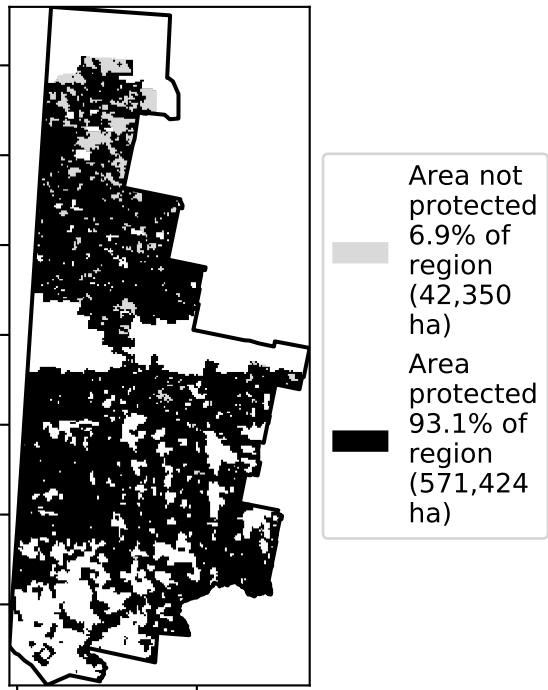 Area not
protected
6.9% of
region
(42,350
ha)
Area
protected
93.1% of
region
(571,424
ha)